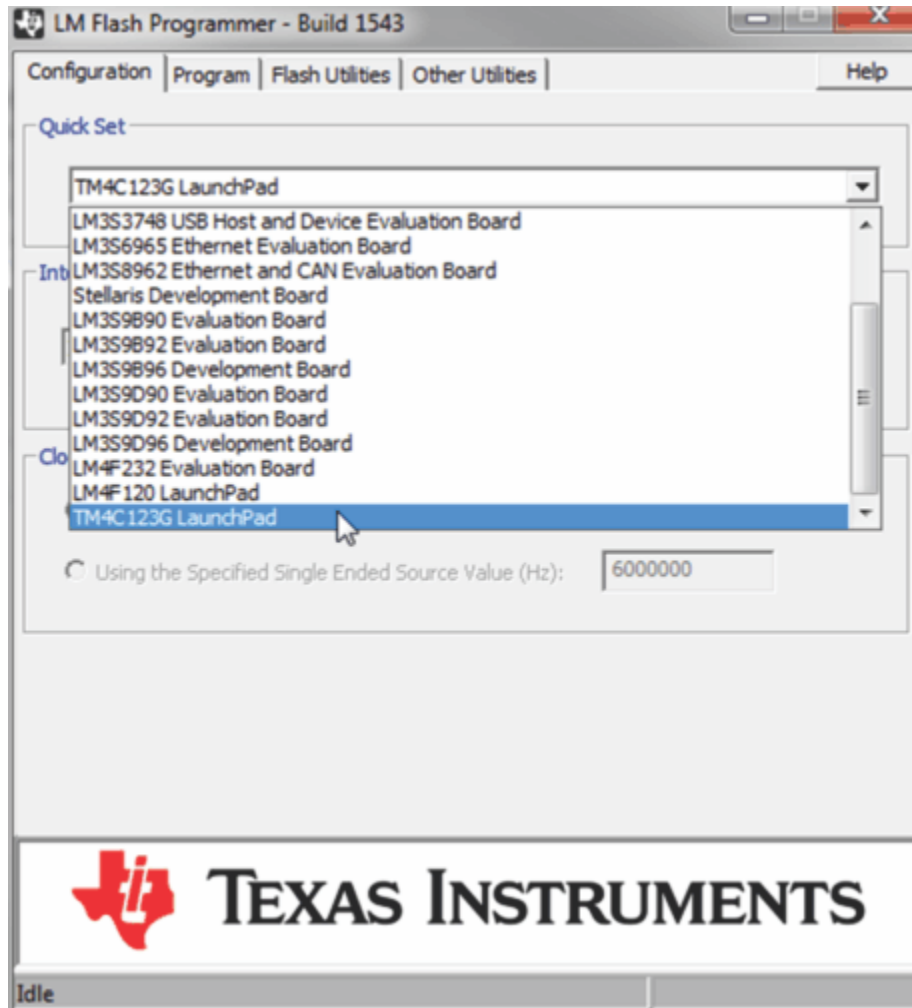 LM Flash Programmer - Build 1543
Configuration Program Flash Utilities Other Utilities Help
Quick Set
TM4C123G LaunchPad
LM3S3748 USB Host and Device Evaluation Board
LM3S6965 Ethernet Evaluation Board
LM3S8962 Ethernet and CAN Evaluation Board
Stellaris Development Board
LM3S9B90 Evaluation Board
LM3S9B92 Evaluation Board
LM3S9B96 Development Board
LM3S9D90 Evaluation Board
LM3S9D92 Evaluation Board
LM3S9D96 Development Board
LM4F232 Evaluation Board
LM4F120 LaunchPad
TM4C123G LaunchPad
Using the Specified Single Ended Source Value (Hz): 6000000
TEXAS INSTRUMENTS
Idle